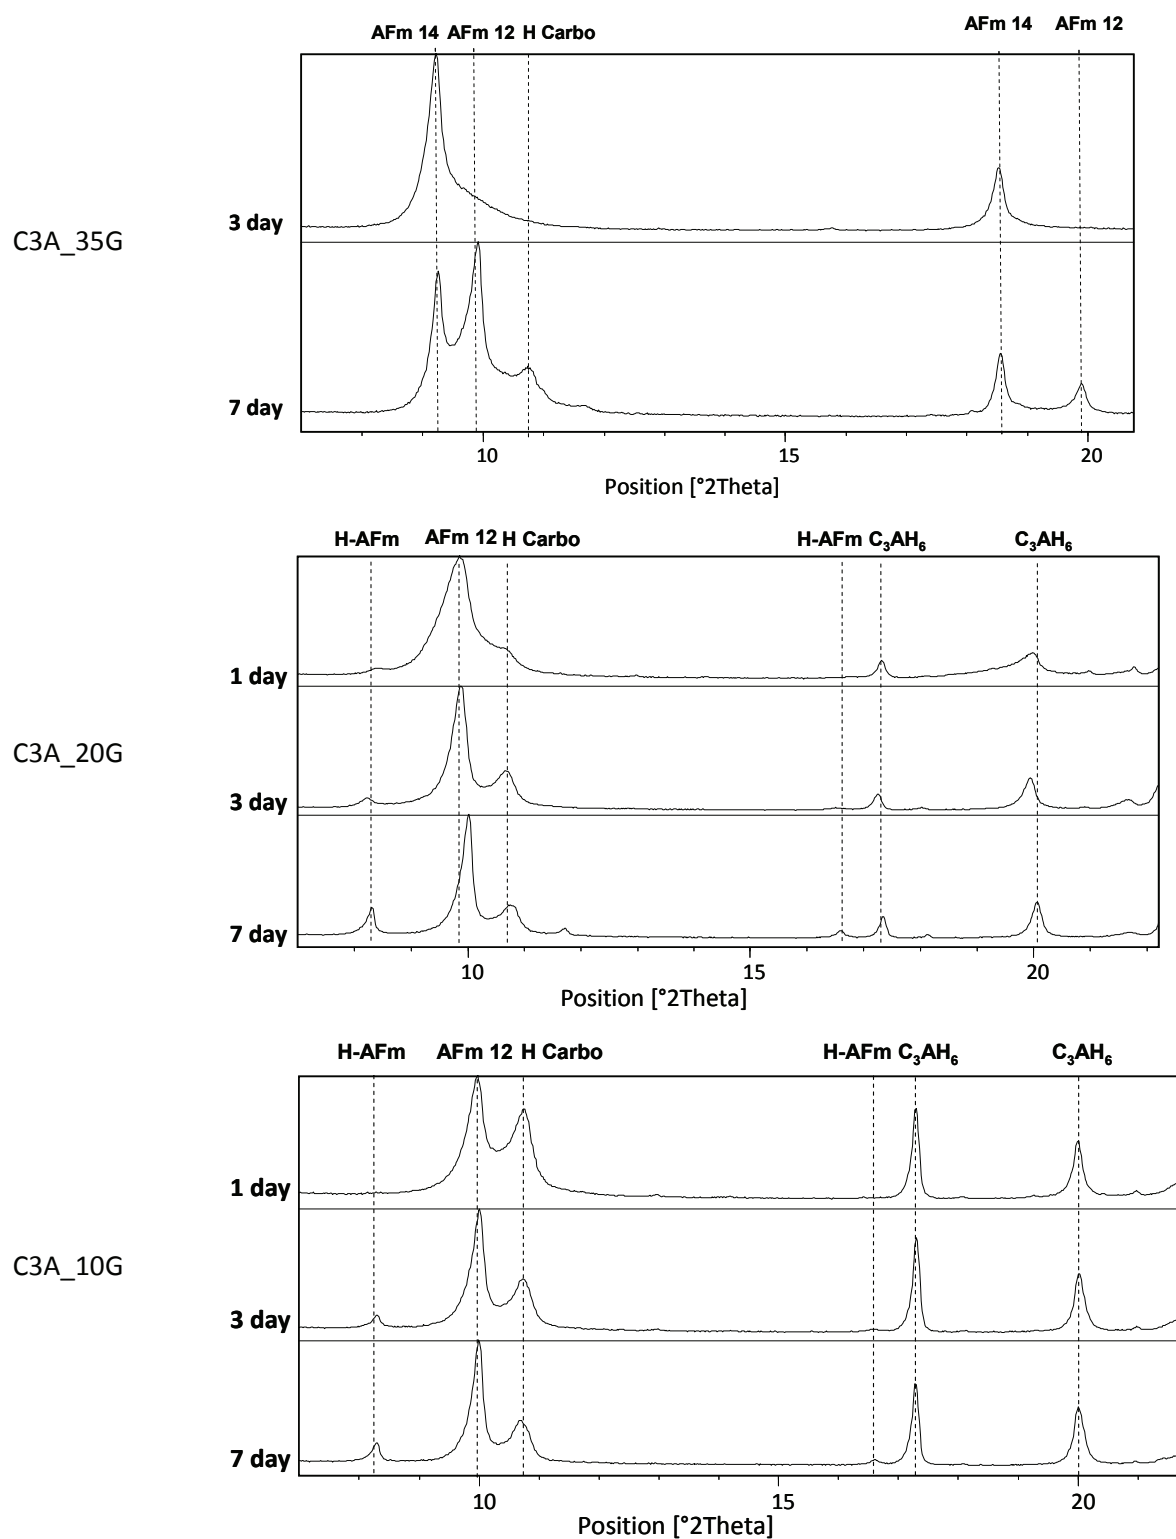 AFm 14 AFm 12 H Carbo AFm 14 AFm 12
C3A_35G
3 day
7 day
10 15 20
Position [°2Theta]
H-AFm AFm 12 H Carbo H-AFm C₃AH₆ C₃AH₆
C3A_20G
1 day
3 day
7 day
10 15 20
Position [°2Theta]
H-AFm AFm 12 H Carbo H-AFm C₃AH₆ C₃AH₆
C3A_10G
1 day
3 day
7 day
10 15 20
Position [°2Theta]